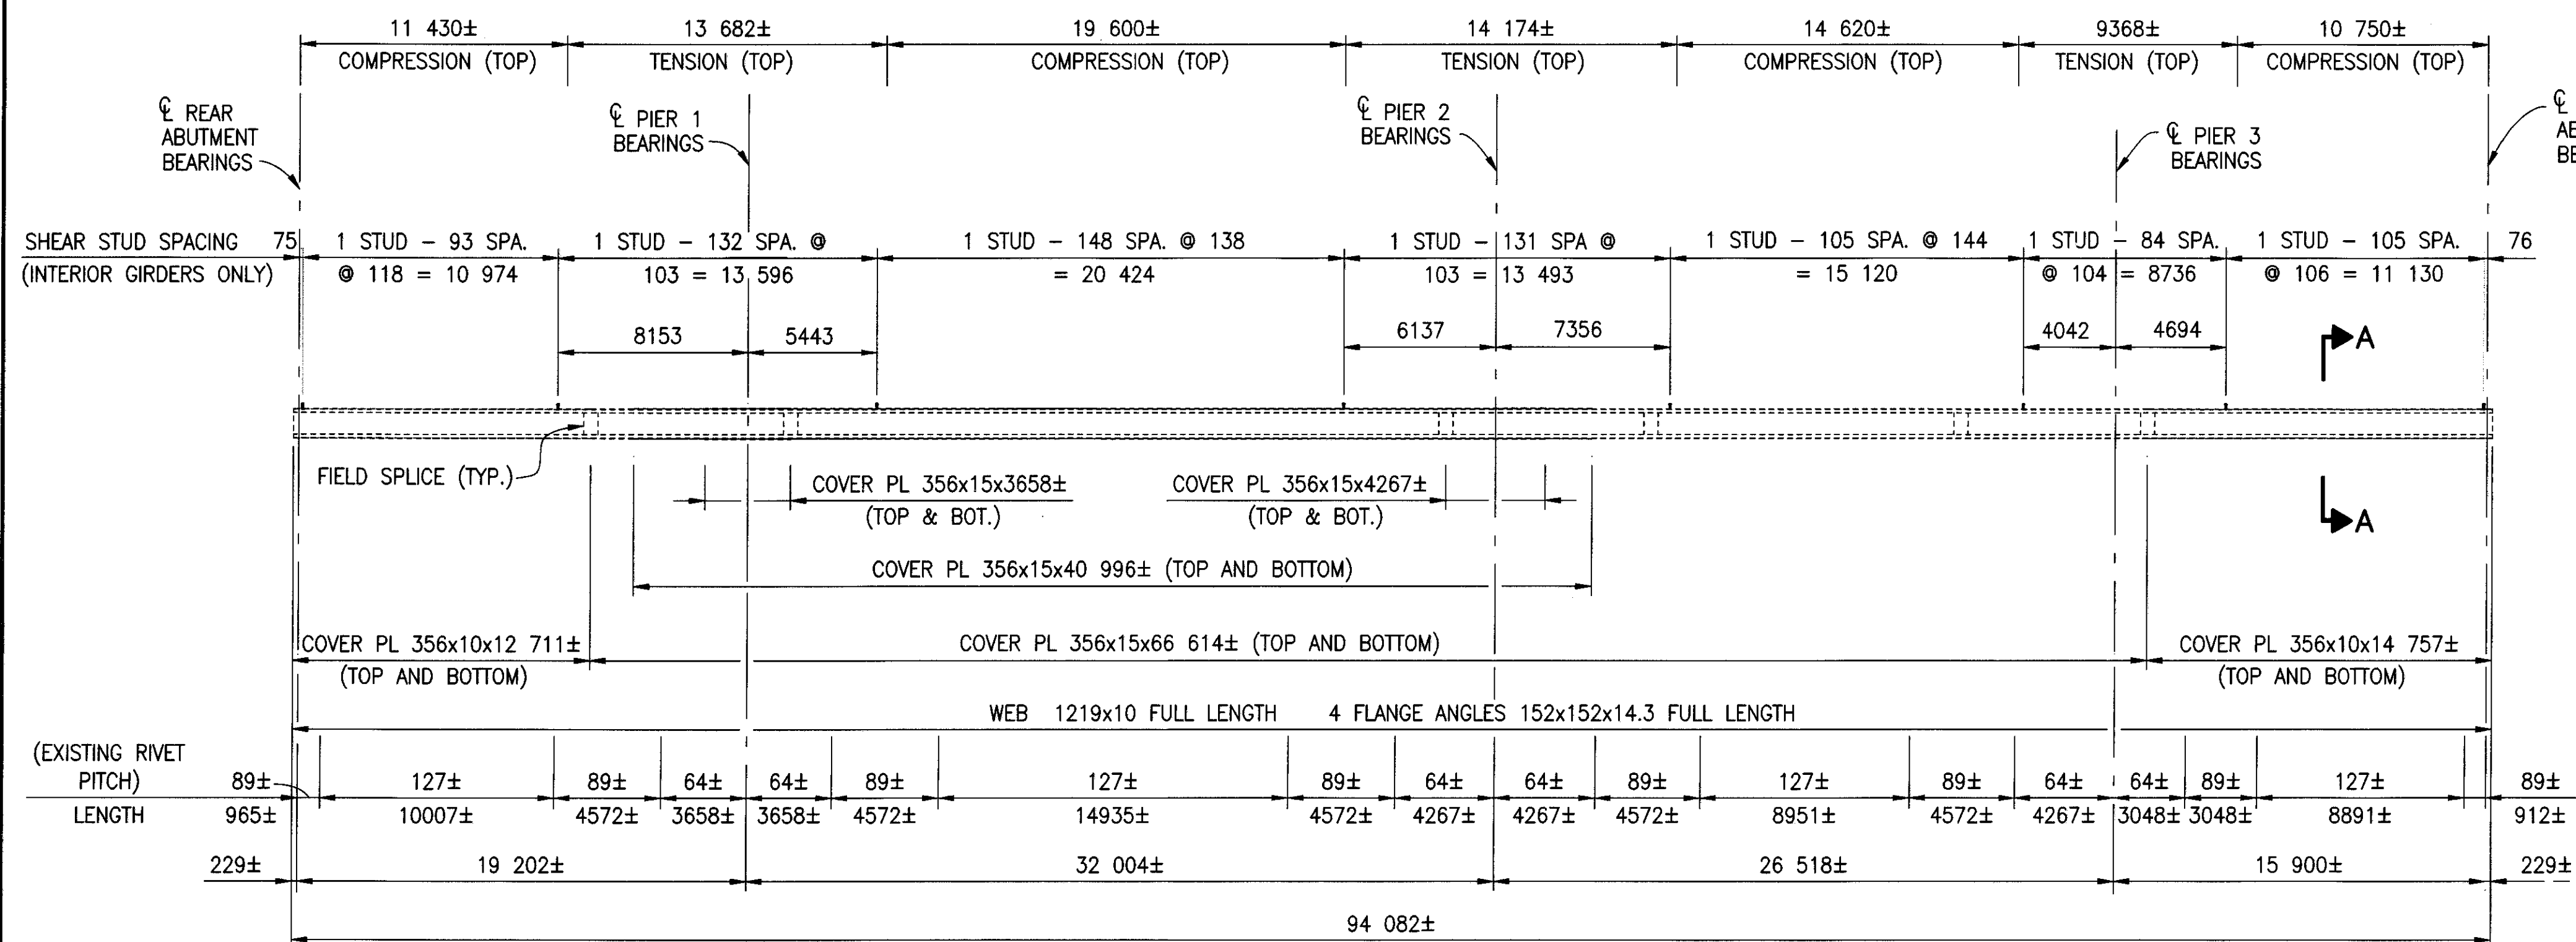 11 430± 13 682± 19 600± 14 174± 14 620± 9368± 10 750±
COMPRESSION (TOP) TENSION (TOP) COMPRESSION (TOP) TENSION (TOP) COMPRESSION (TOP) TENSION (TOP) COMPRESSION (TOP)
℄ REAR
ABUTMENT
BEARINGS
℄ PIER 1
BEARINGS
℄ PIER 2
BEARINGS
℄ PIER 3
BEARINGS
℄
AB
BE
SHEAR STUD SPACING 75 1 STUD - 93 SPA. 1 STUD - 132 SPA. @ 1 STUD - 148 SPA. @ 138 1 STUD - 131 SPA @ 1 STUD - 105 SPA. @ 144 1 STUD - 84 SPA. 1 STUD - 105 SPA. 76
(INTERIOR GIRDERS ONLY) @ 118 = 10 974 103 = 13 596 = 20 424 103 = 13 493 = 15 120 @ 104 = 8736 @ 106 = 11 130
8153 5443 6137 7356 4042 4694
A
FIELD SPLICE (TYP.)
COVER PL 356x15x3658± COVER PL 356x15x4267±
(TOP & BOT.) (TOP & BOT.)
A
COVER PL 356x15x40 996± (TOP AND BOTTOM)
COVER PL 356x10x12 711± COVER PL 356x15x66 614± (TOP AND BOTTOM) COVER PL 356x10x14 757±
(TOP AND BOTTOM) (TOP AND BOTTOM)
WEB 1219x10 FULL LENGTH 4 FLANGE ANGLES 152x152x14.3 FULL LENGTH
(EXISTING RIVET
PITCH) 89± 127± 89± 64± 64± 89± 127± 89± 64± 64± 89± 127± 89± 64± 64± 89± 127± 89±
LENGTH 965± 10007± 4572± 3658± 3658± 4572± 14935± 4572± 4267± 4267± 4572± 8951± 4572± 4267± 3048± 3048± 8891± 912±
229± 19 202± 32 004± 26 518± 15 900± 229±
94 082±